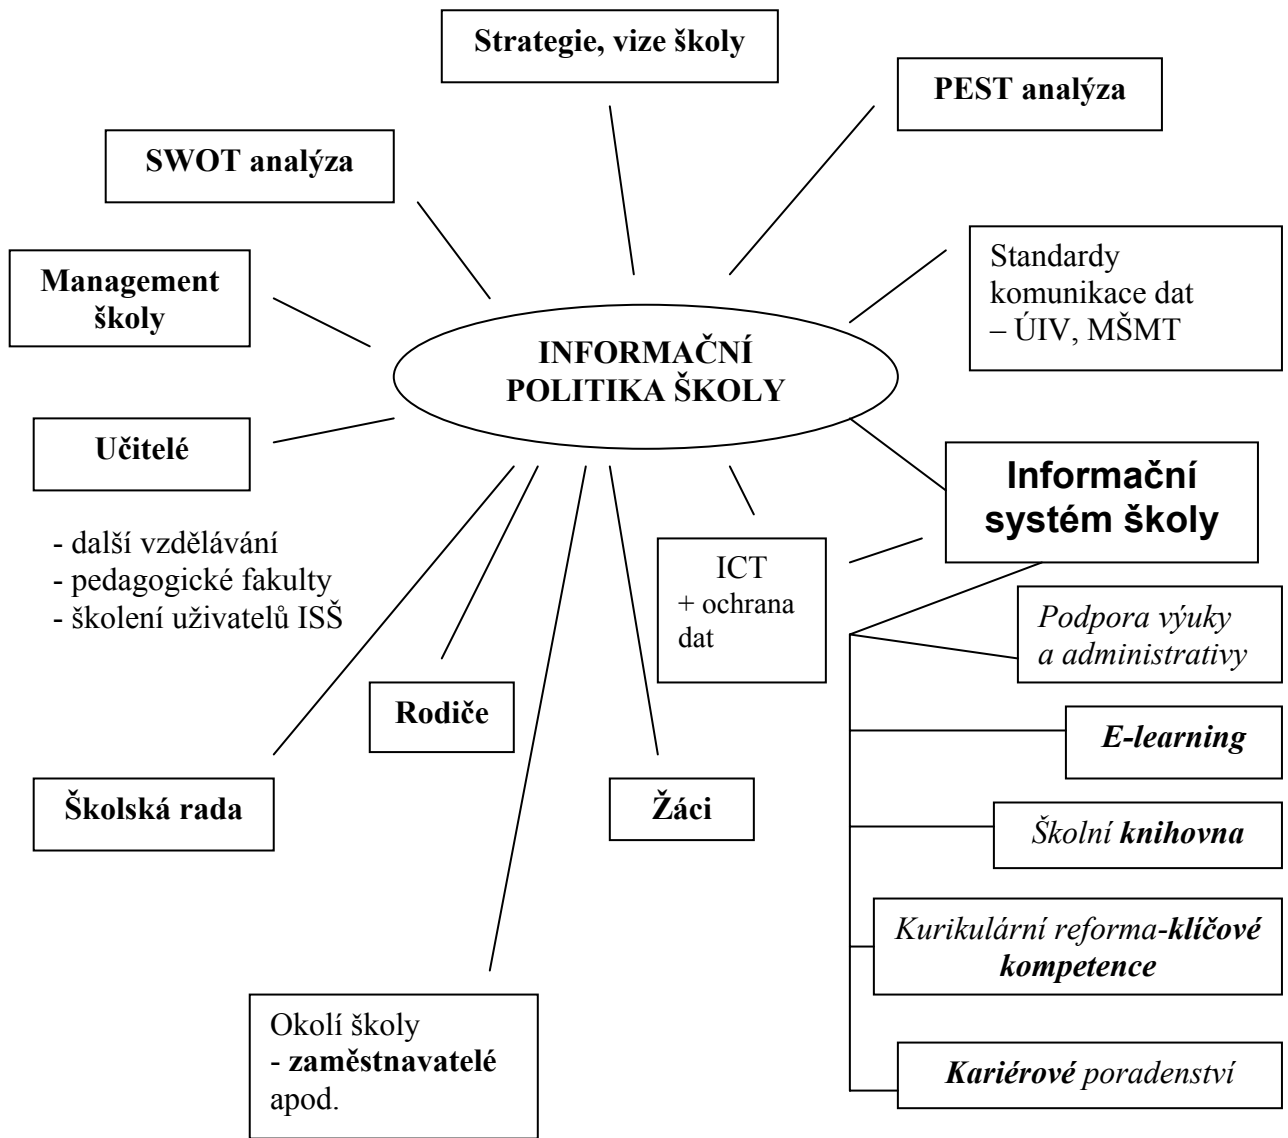 Strategie, vize školy
PEST analýza
SWOT analýza
Management
školy
Standardy
komunikace dat
– ÚIV, MŠMT
INFORMAČNÍ
POLITIKA ŠKOLY
Učitelé
- další vzdělávání
- pedagogické fakulty
- školení uživatelů ISŠ
Informační
systém školy
ICT
+ ochrana
dat
Podpora výuky
a administrativy
Rodiče
E-learning
Školská rada
Žáci
Školní knihovna
Kurikulární reforma-klíčové
kompetence
Okolí školy
- zaměstnavatelé
apod.
Kariérové poradenství